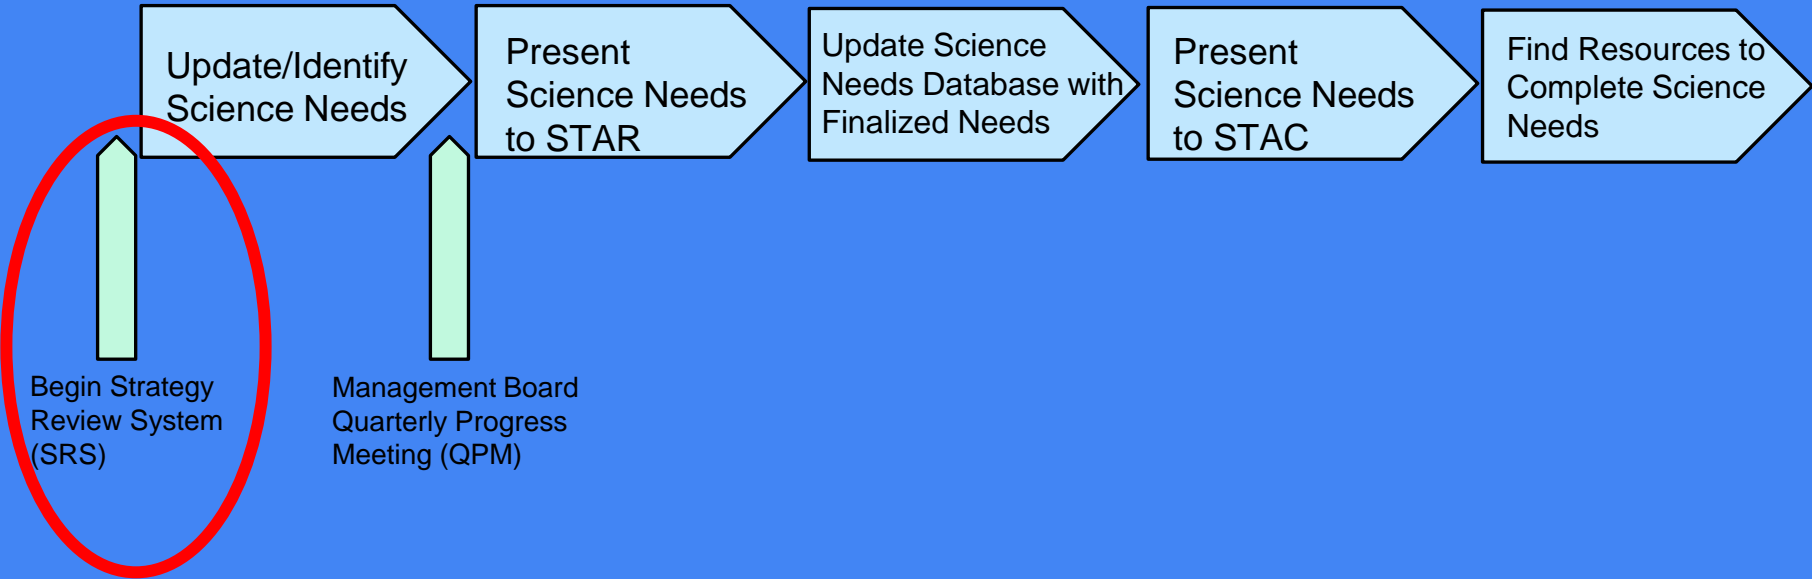 Update/Identify
Science Needs
Present
Science Needs
to STAR
Update Science
Needs Database with
Finalized Needs
Present
Science Needs
to STAC
Find Resources to
Complete Science
Needs
Begin Strategy
Review System
(SRS)
Management Board
Quarterly Progress
Meeting (QPM)